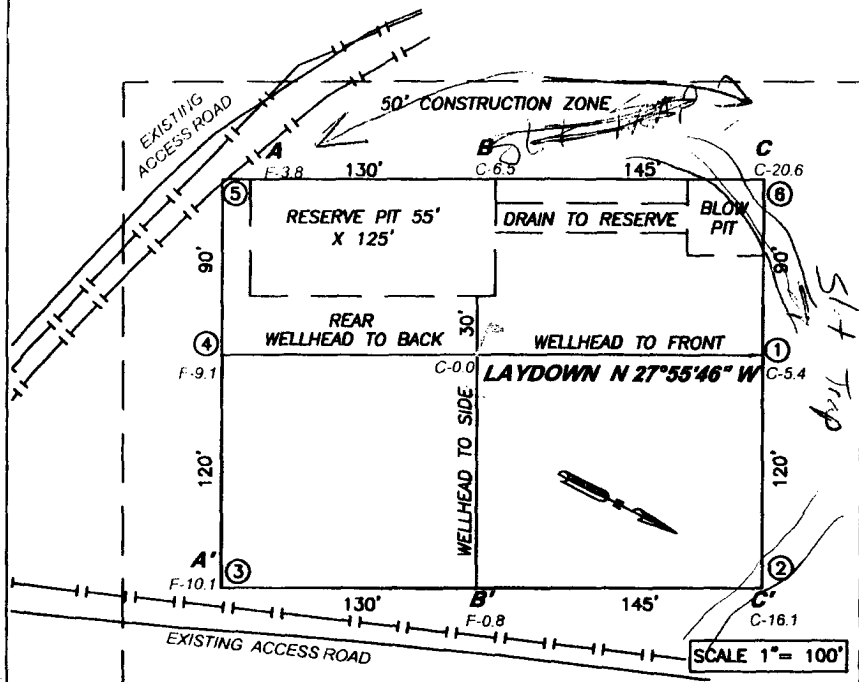 EXISTING
ACCESS ROAD
50' CONSTRUCTION ZONE
A
B
C
F-3.8
130'
C-6.5
145'
C-20.6
5
6
RESERVE PIT 55'
X 125'
DRAIN TO RESERVE
BLOW
PIT
90'
90'
REAR
WELLHEAD TO BACK
30'
WELLHEAD TO FRONT
4
1
F-9.1
C-0.0
LAYDOWN N 27°55'46" W
C-5.4
Silt Trap
120'
WELLHEAD TO SIDE
120'
A'
3
2
F-10.1
130'
B'
145'
C'
F-0.8
C-16.1
EXISTING ACCESS ROAD
SCALE 1"= 100'